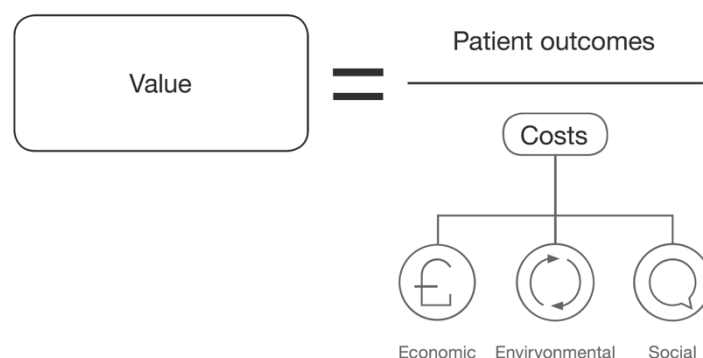 Value
=
Patient outcomes
Costs
£
Economic
Envirvonmental
Social